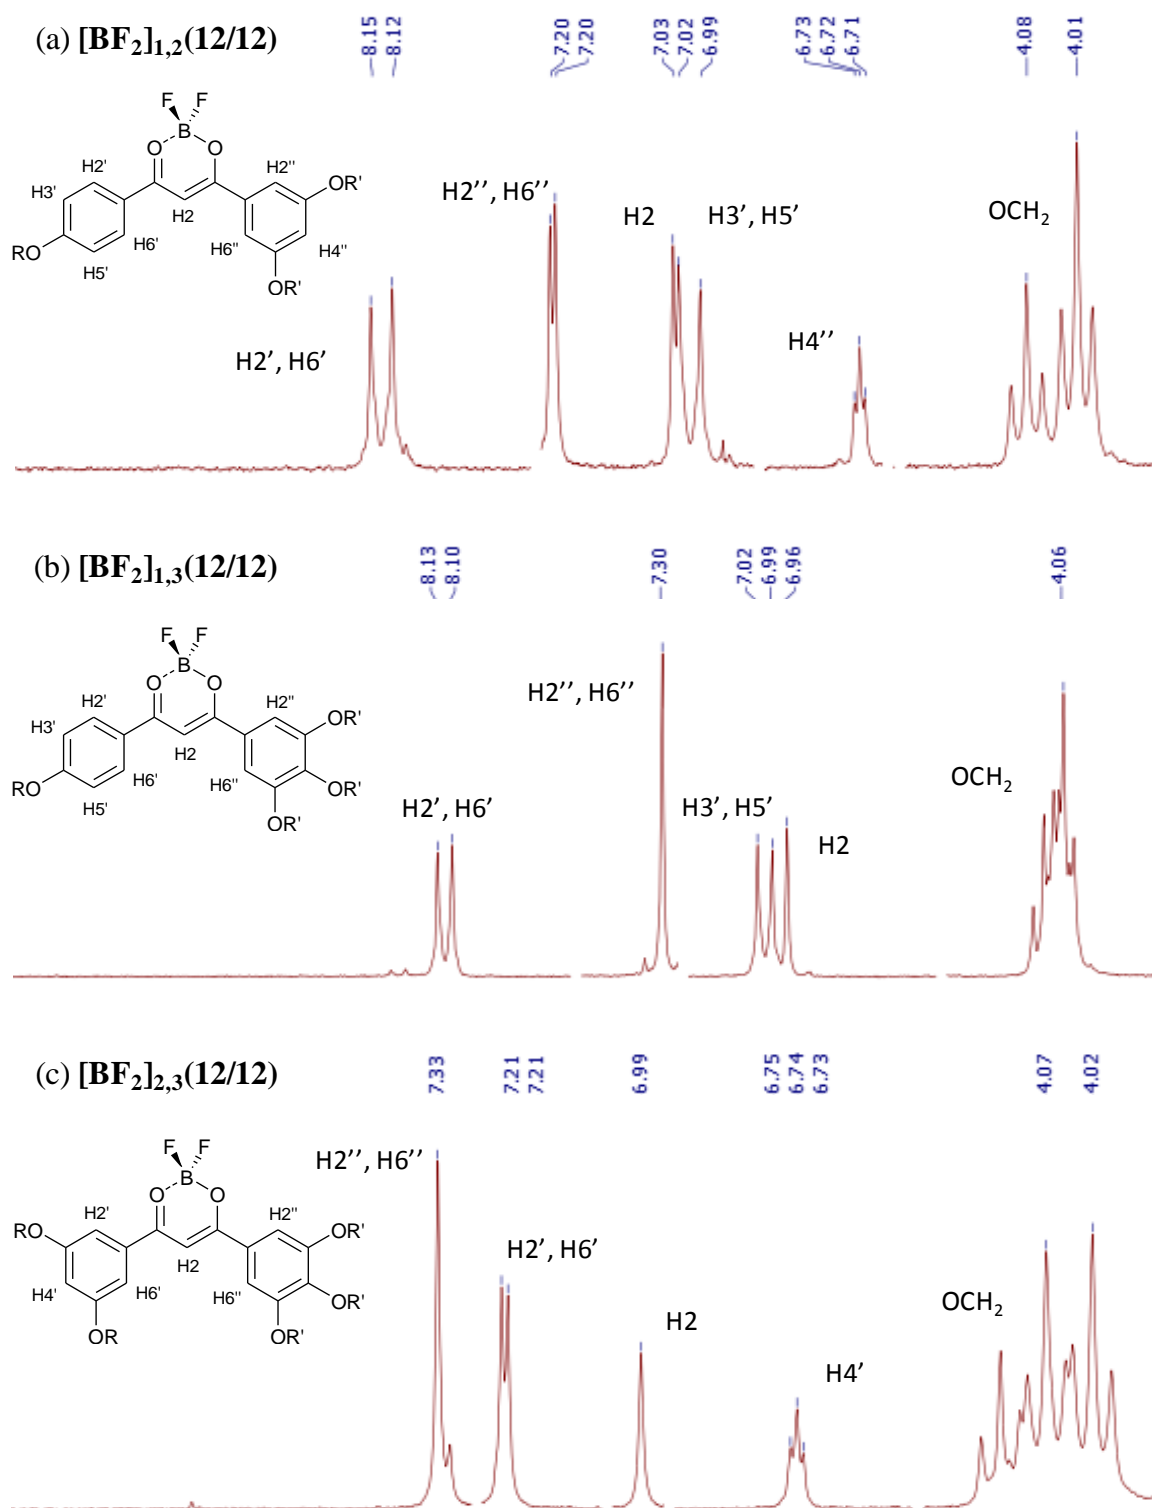 (a) [BF2]1,2(12/12)
8.15
8.12
7.20
7.20
7.03
7.02
6.99
6.73
6.72
6.71
4.08
4.01
F F
B
O O
H2'
H3'
H2
H2''
OR'
H6'
H6''
H4''
RO
H5'
OR'
H2'', H6''
H2
H3', H5'
OCH2
H2', H6'
H4''
(b) [BF2]1,3(12/12)
8.13
8.10
7.30
7.02
6.99
6.96
4.06
F F
B
O O
H2'
H3'
H2
H2''
OR'
H6'
H6''
RO
OR'
H5'
OR'
H2'', H6''
H2', H6'
H3', H5'
H2
OCH2
(c) [BF2]2,3(12/12)
7.33
7.21
7.21
6.99
6.75
6.74
6.73
4.07
4.02
F F
B
O O
H2'
RO
H2
H2''
OR'
H4'
H6'
H6''
OR'
OR
OR'
H2'', H6''
H2', H6'
H2
H4'
OCH2